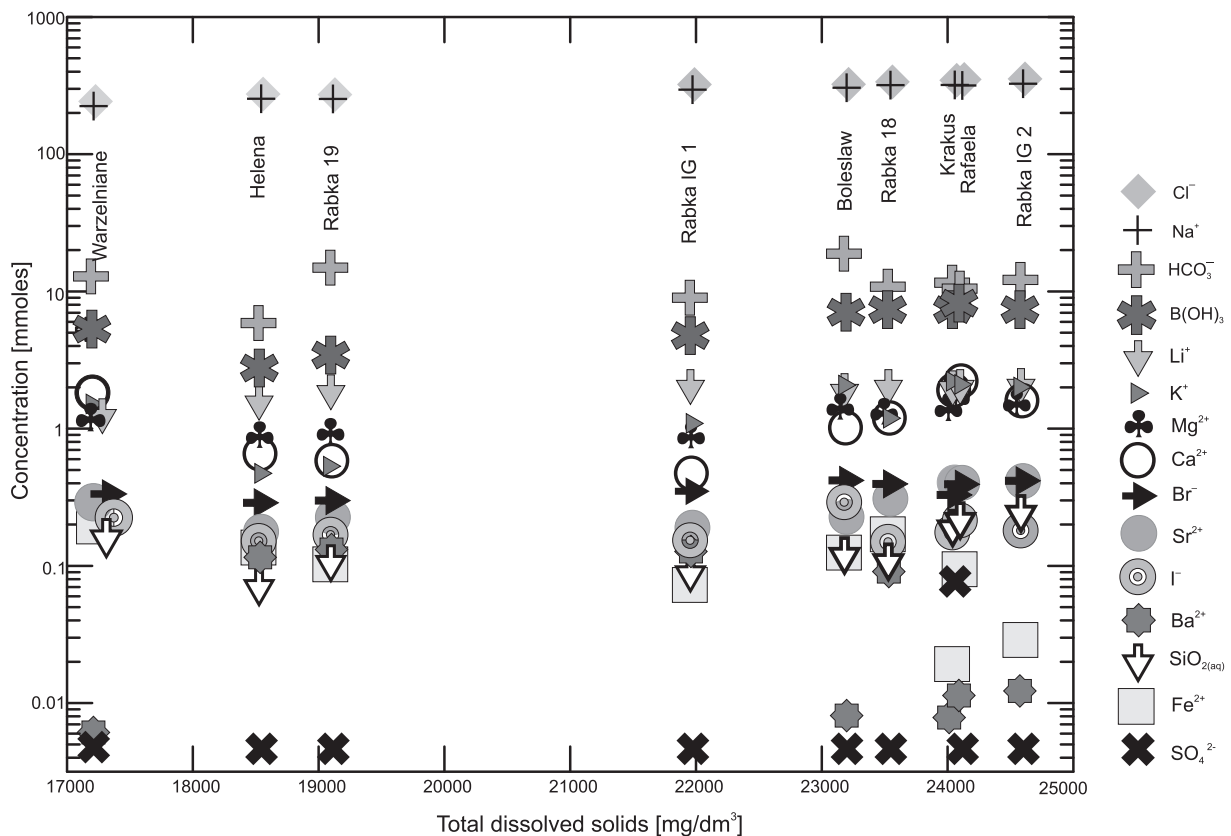 1000
100
10
1
0.1
0.01
Concentration [mmoles]
17000
18000
19000
20000
21000
22000
23000
24000
25000
Total dissolved solids [mg/dm³]
Warzelniane
Helena
Rabka 19
Rabka IG 1
Boleslaw
Rabka 18
Krakus
Rafaela
Rabka IG 2
Cl⁻
Na⁺
HCO₃⁻
B(OH)₃
Li⁺
K⁺
Mg²⁺
Ca²⁺
Br⁻
Sr²⁺
I⁻
Ba²⁺
SiO₂₍aq₎
Fe²⁺
SO₄²⁻